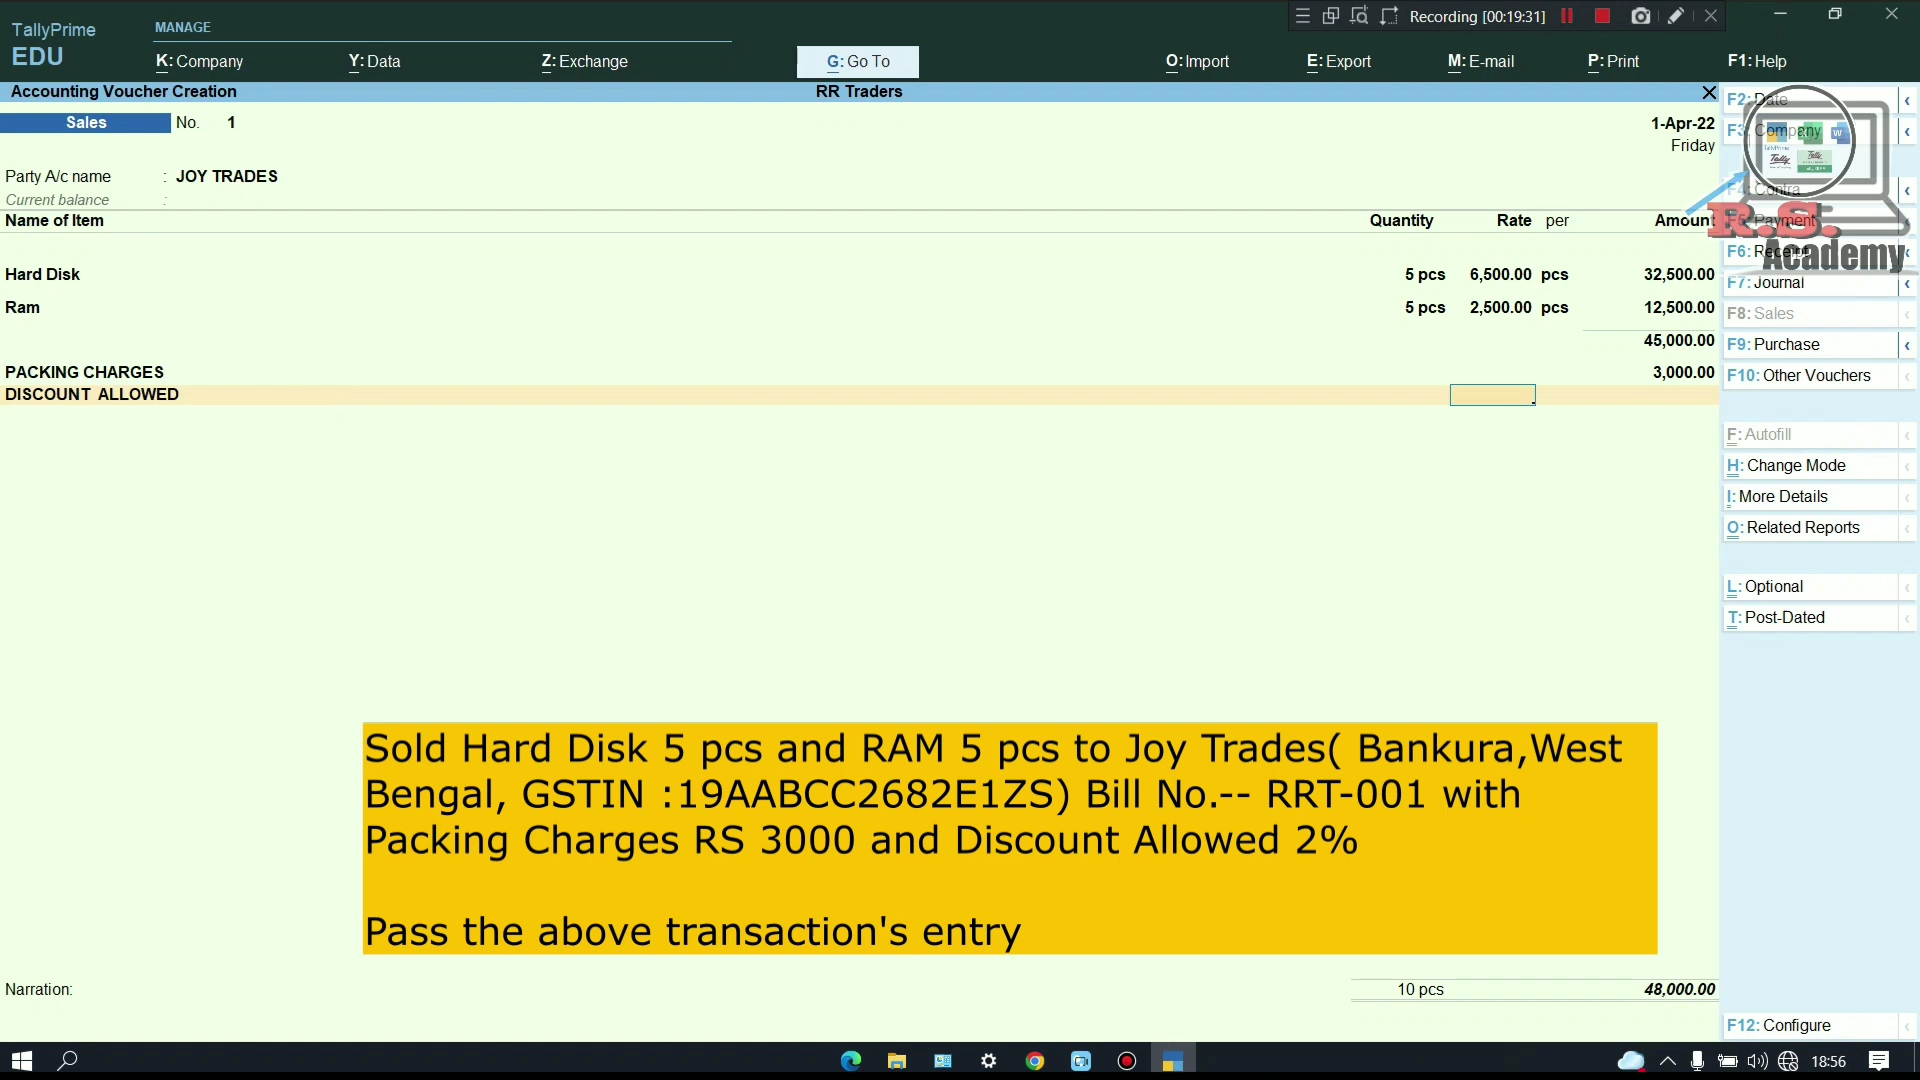 Recording [00:19:31]
TallyPrime
EDU
MANAGE
K: Company
Y: Data
Z: Exchange
G: Go To
O: Import
E: Export
M: E-mail
P: Print
F1: Help
Accounting Voucher Creation
RR Traders
Sales
No. 1
1-Apr-22
Friday
Party A/c name : JOY TRADES
Current balance :
Name of Item Quantity Rate per Amount
Hard Disk 5 pcs 6,500.00 pcs 32,500.00
Ram 5 pcs 2,500.00 pcs 12,500.00
45,000.00
PACKING CHARGES 3,000.00
DISCOUNT ALLOWED
Sold Hard Disk 5 pcs and RAM 5 pcs to Joy Trades( Bankura,West
Bengal, GSTIN :19AABCC2682E1ZS) Bill No.-- RRT-001 with
Packing Charges RS 3000 and Discount Allowed 2%
Pass the above transaction's entry
Narration:
10 pcs 48,000.00
F2: Date
F3: Company
F4: Contra
F5: Payment
F6: Receipt
F7: Journal
F8: Sales
F9: Purchase
F10: Other Vouchers
F: Autofill
H: Change Mode
I: More Details
O: Related Reports
L: Optional
T: Post-Dated
F12: Configure
R.S.
Academy
Tally
18:56